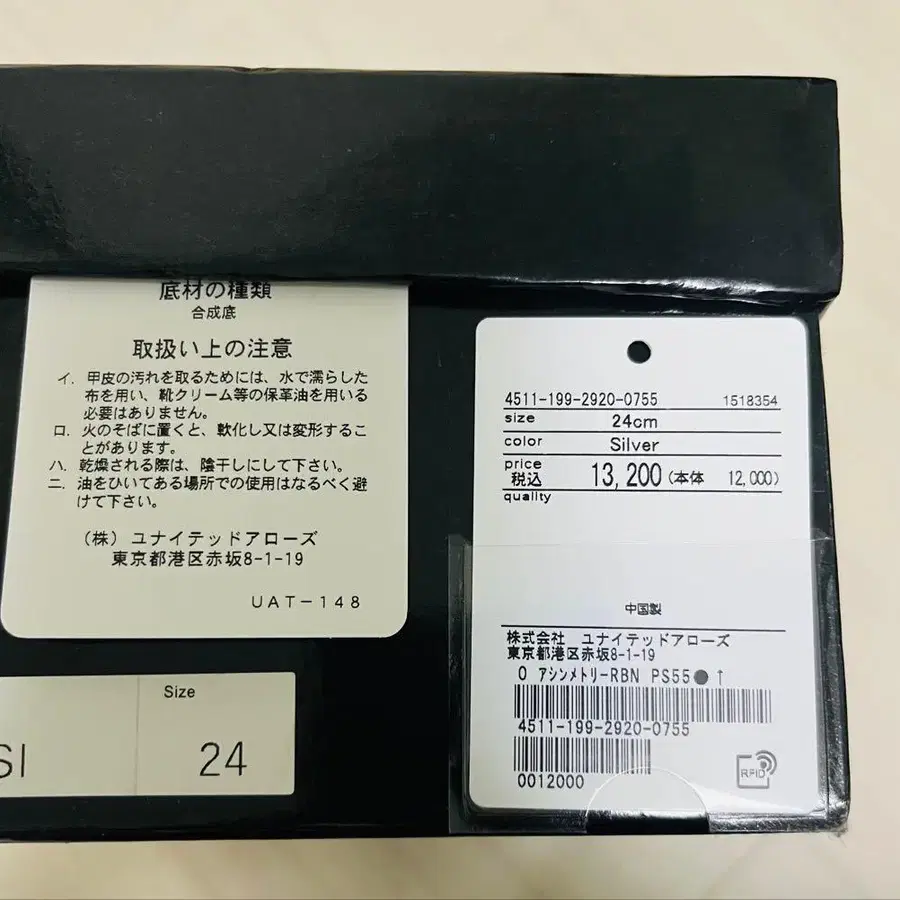 底材の種類
合成底
取扱い上の注意
イ. 甲皮の汚れを取るためには、水で濡らした
布を用い、靴クリーム等の保革油を用いる
必要はありません。
ロ. 火のそばに置くと、軟化し又は変形するこ
とがあります。
ハ. 乾燥される際は、陰干しにして下さい。
ニ. 油をひいてある場所での使用はなるべく避
けて下さい。
(株) ユナイテッドアローズ
東京都港区赤坂8-1-19
UAT-148
SI
Size
24
4511-199-2920-0755 1518354
size 24cm
color Silver
price 税込 13,200 (本体 12,000)
quality
中国製
株式会社 ユナイテッドアローズ
東京都港区赤坂8-1-19
0 アシンメトリーRBN PS55●↑
4511-199-2920-0755
0012000
RFID